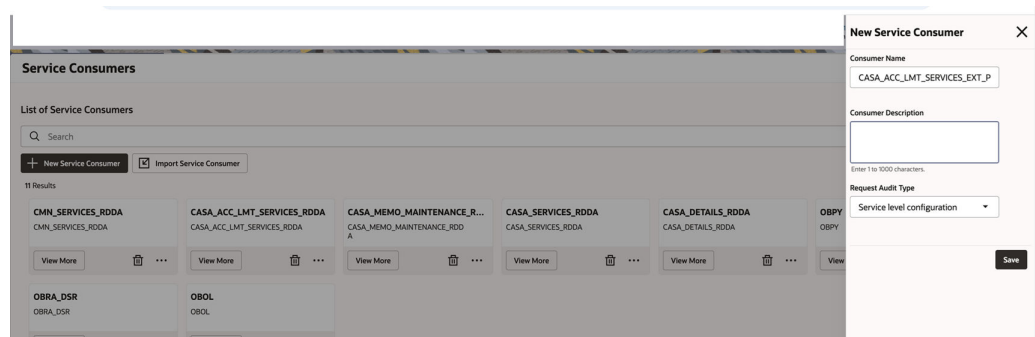 Service Consumers
List of Service Consumers
Search
New Service Consumer
Import Service Consumer
11 Results
CMN_SERVICES_RDDA
CMN_SERVICES_RDDA
View More
CASA_ACC_LMT_SERVICES_RDDA
CASA_ACC_LMT_SERVICES_RDDA
View More
CASA_MEMO_MAINTENANCE_R...
CASA_MEMO_MAINTENANCE_RDD
A
View More
CASA_SERVICES_RDDA
CASA_SERVICES_RDDA
View More
CASA_DETAILS_RDDA
CASA_DETAILS_RDDA
View More
OBPY
OBPY
View
OBRA_DSR
OBRA_DSR
OBOL
OBOL
New Service Consumer
Consumer Name
CASA_ACC_LMT_SERVICES_EXT_P
Consumer Description
Enter 1 to 1000 characters.
Request Audit Type
Service level configuration
Save